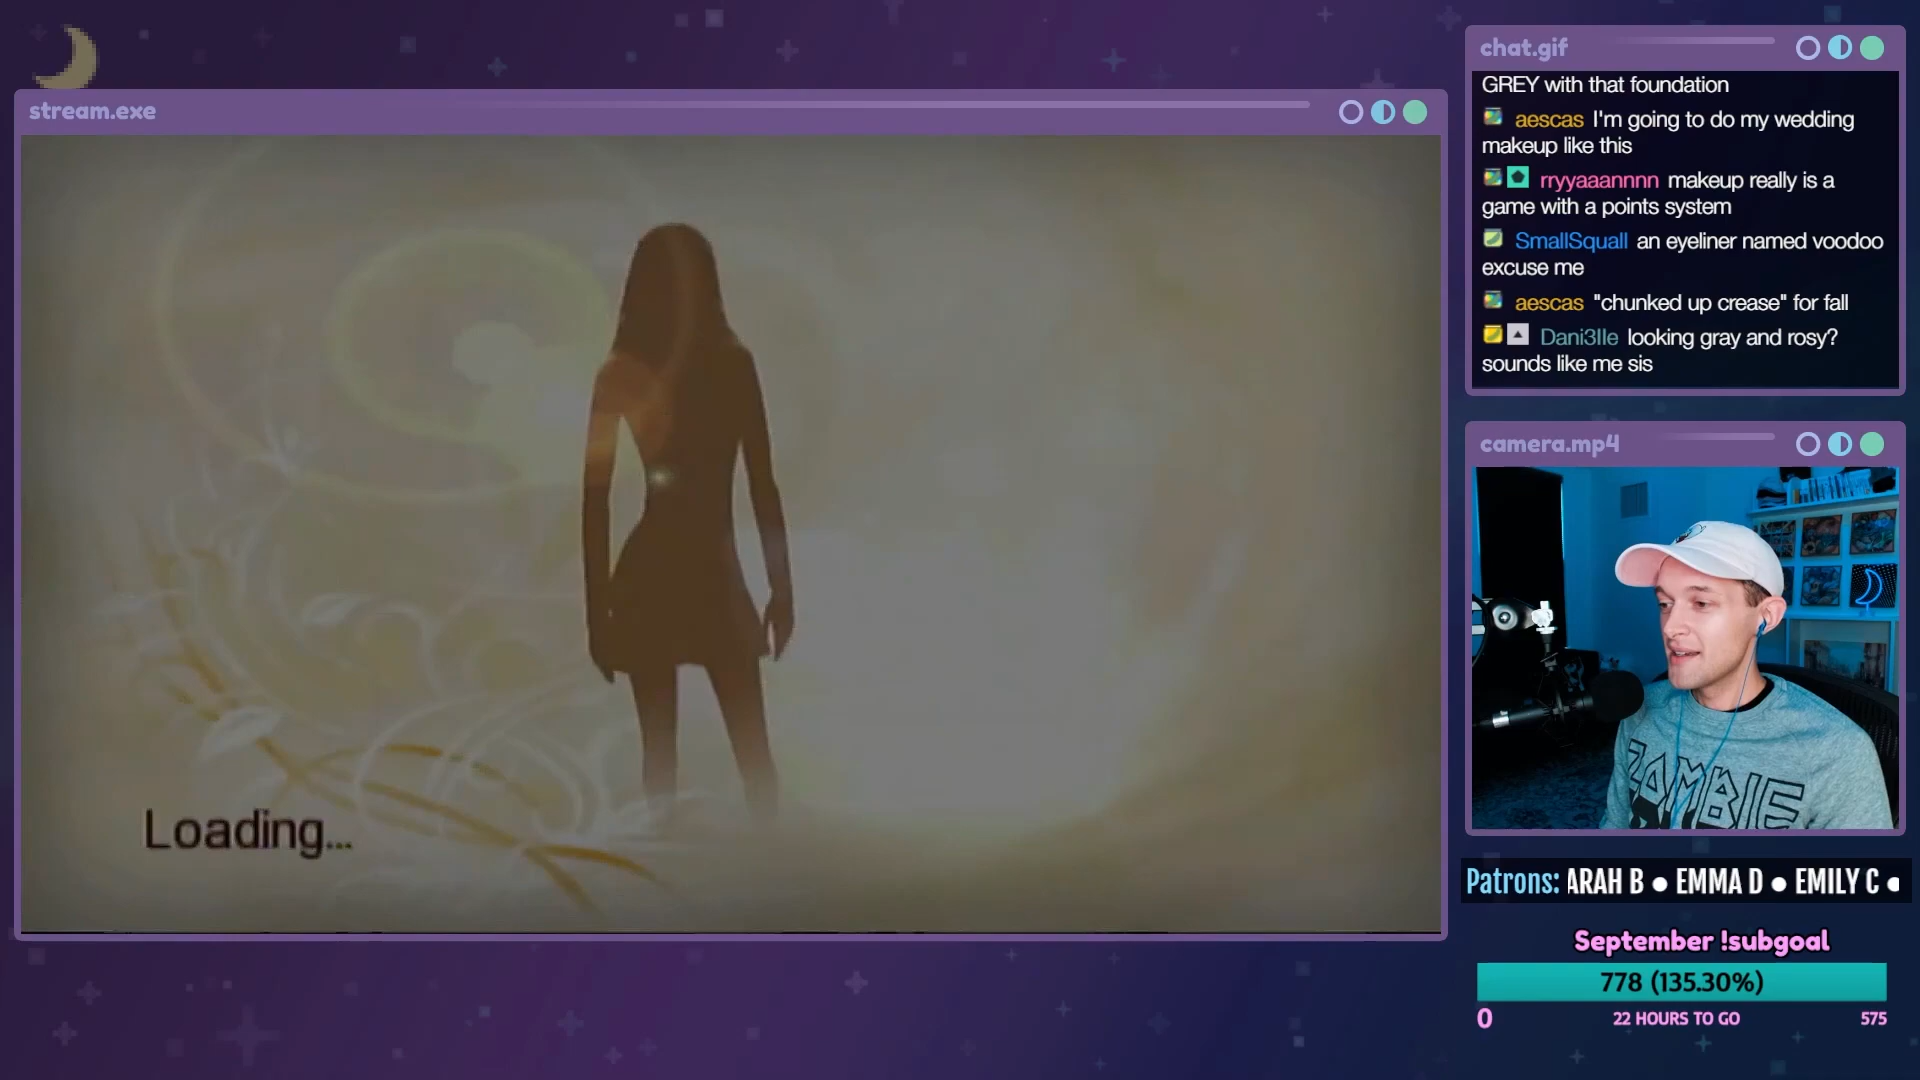 stream.exe
Loading...
chat.gif
GREY with that foundation
aescas I'm going to do my wedding
makeup like this
rryyaaannnn makeup really is a
game with a points system
SmallSquall an eyeliner named voodoo
excuse me
aescas "chunked up crease" for fall
Dani3lle looking gray and rosy?
sounds like me sis
camera.mp4
ZOMBIE
Patrons: ARAH B ● EMMA D ● EMILY C ●
September !subgoal
778 (135.30%)
0 22 HOURS TO GO 575